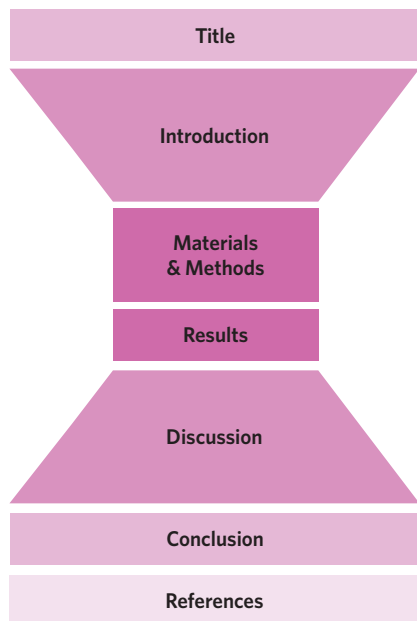 Title
Introduction
Materials
& Methods
Results
Discussion
Conclusion
References